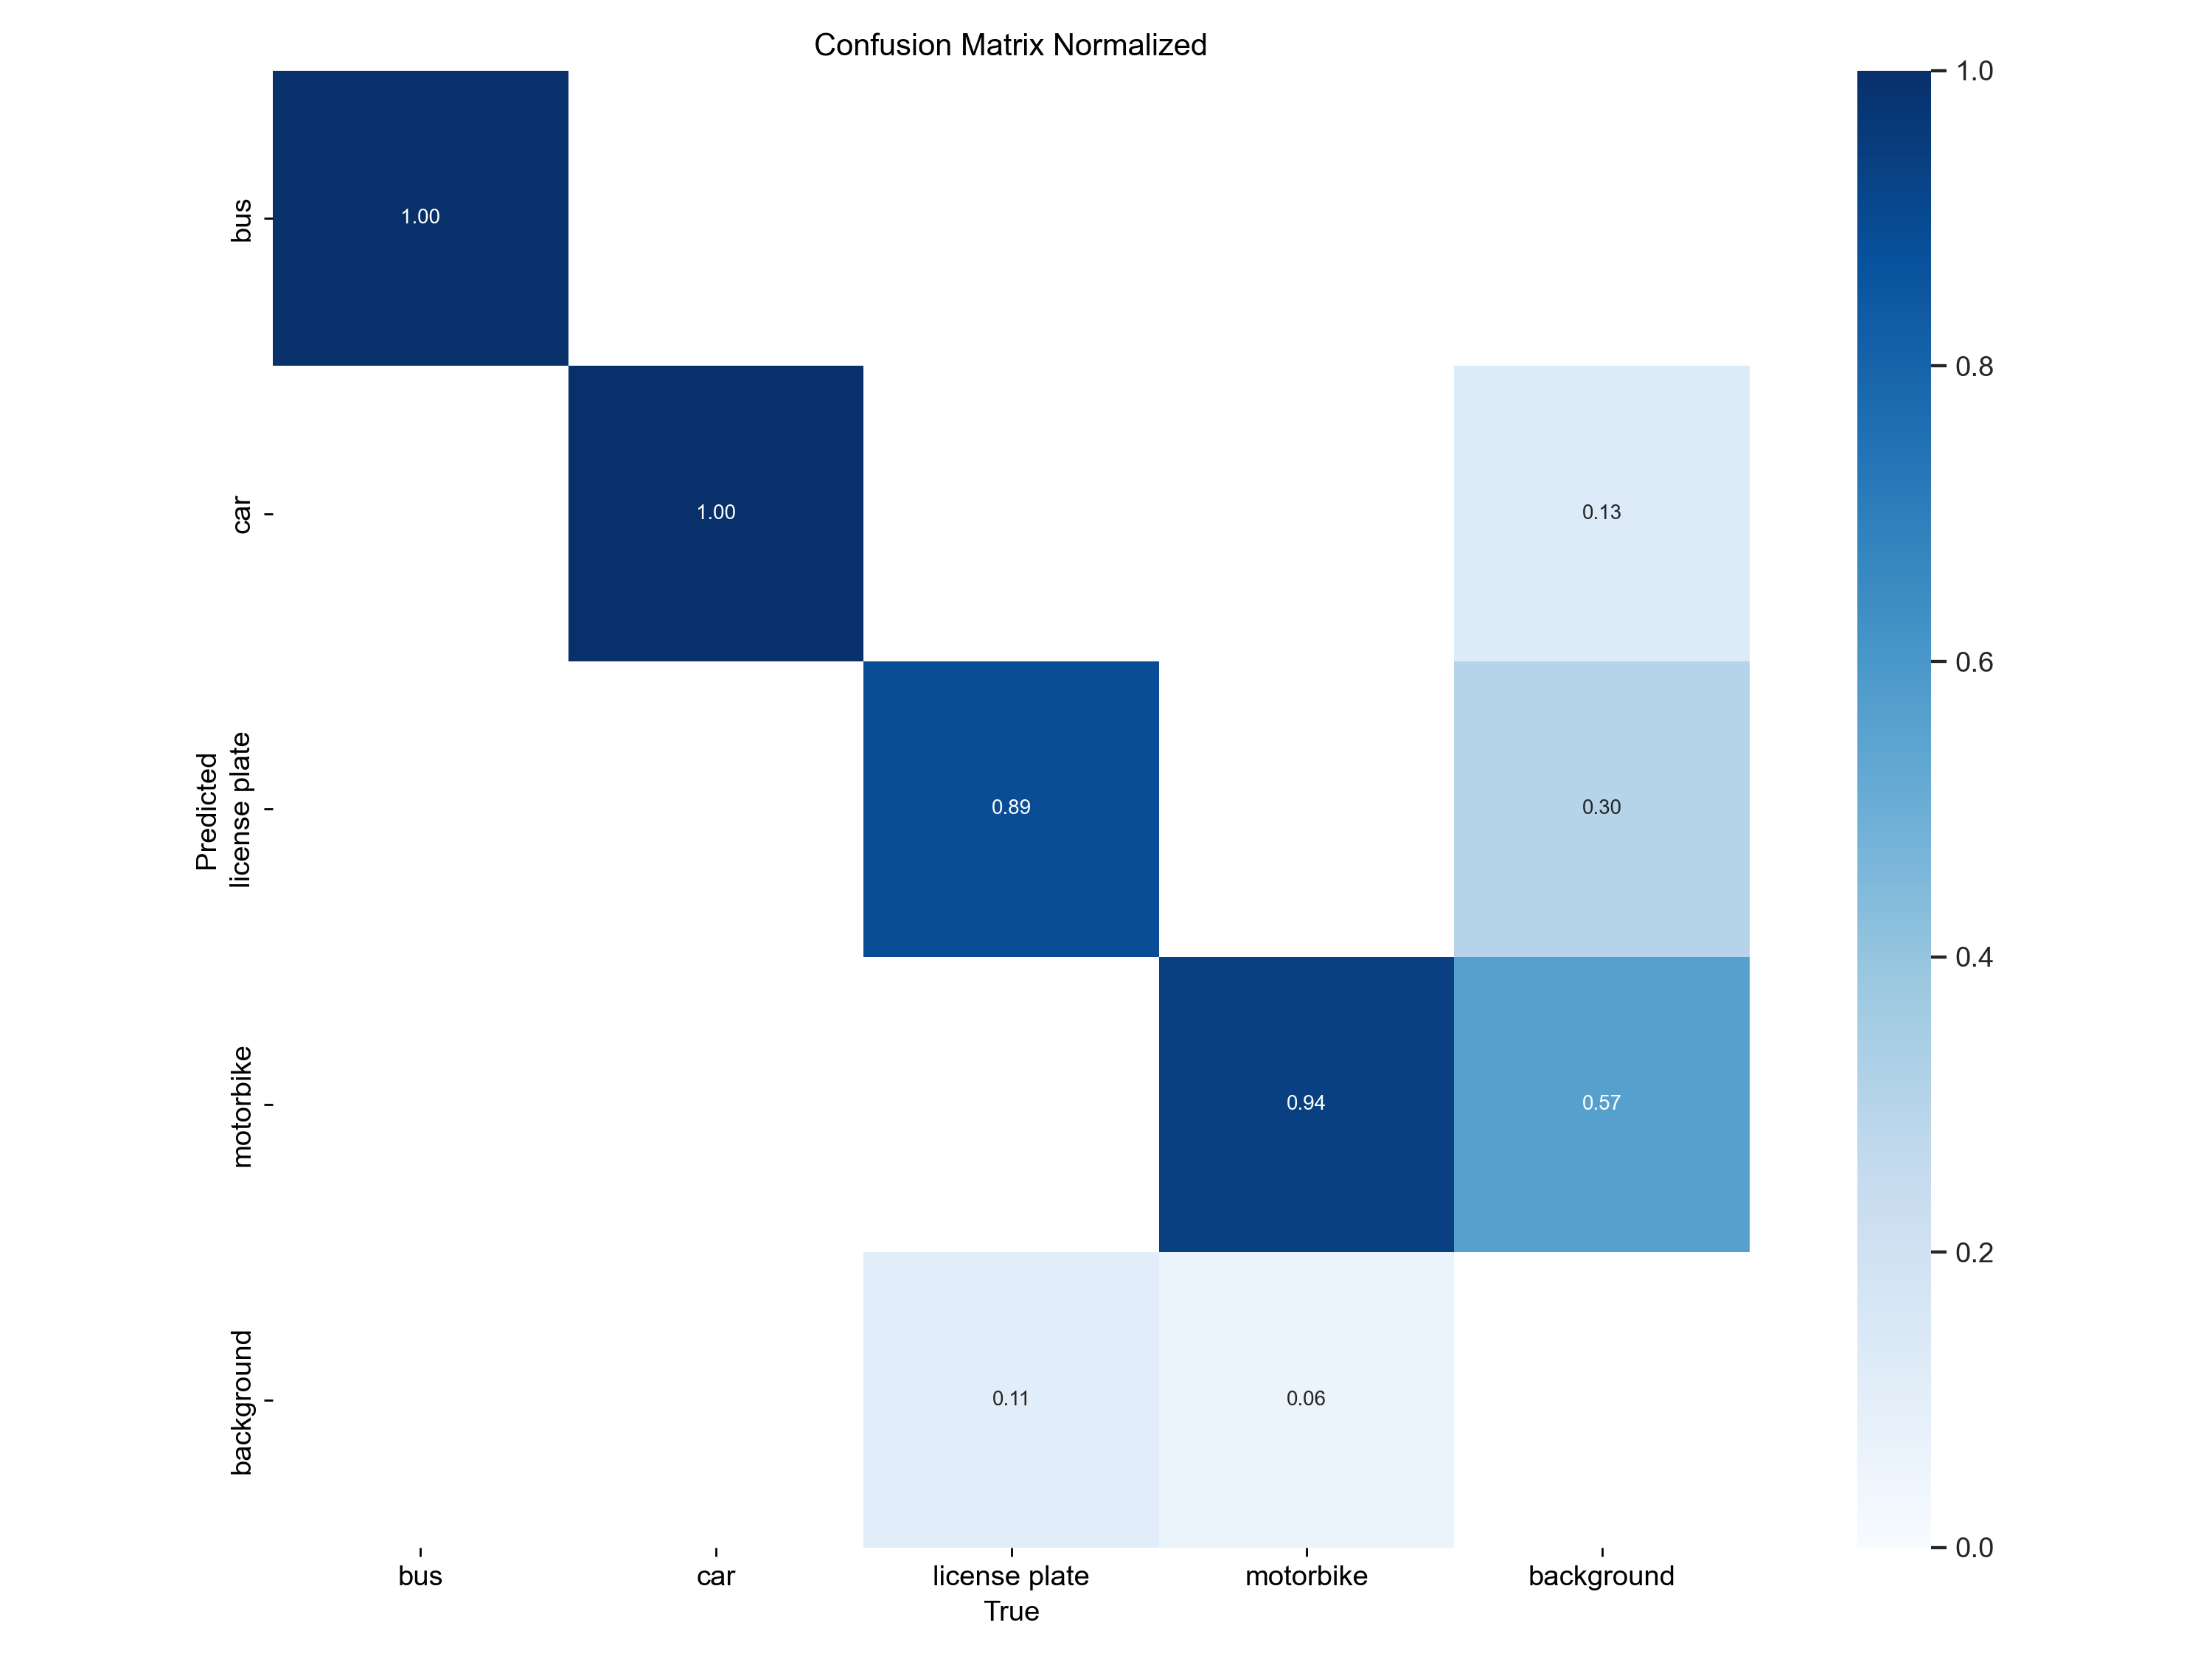 Confusion Matrix Normalized
1.0
bus
1.00
0.8
car
1.00
0.13
0.6
Predicted
license plate
0.89
0.30
0.4
motorbike
0.94
0.57
0.2
background
0.11
0.06
0.0
bus
car
license plate
motorbike
background
True